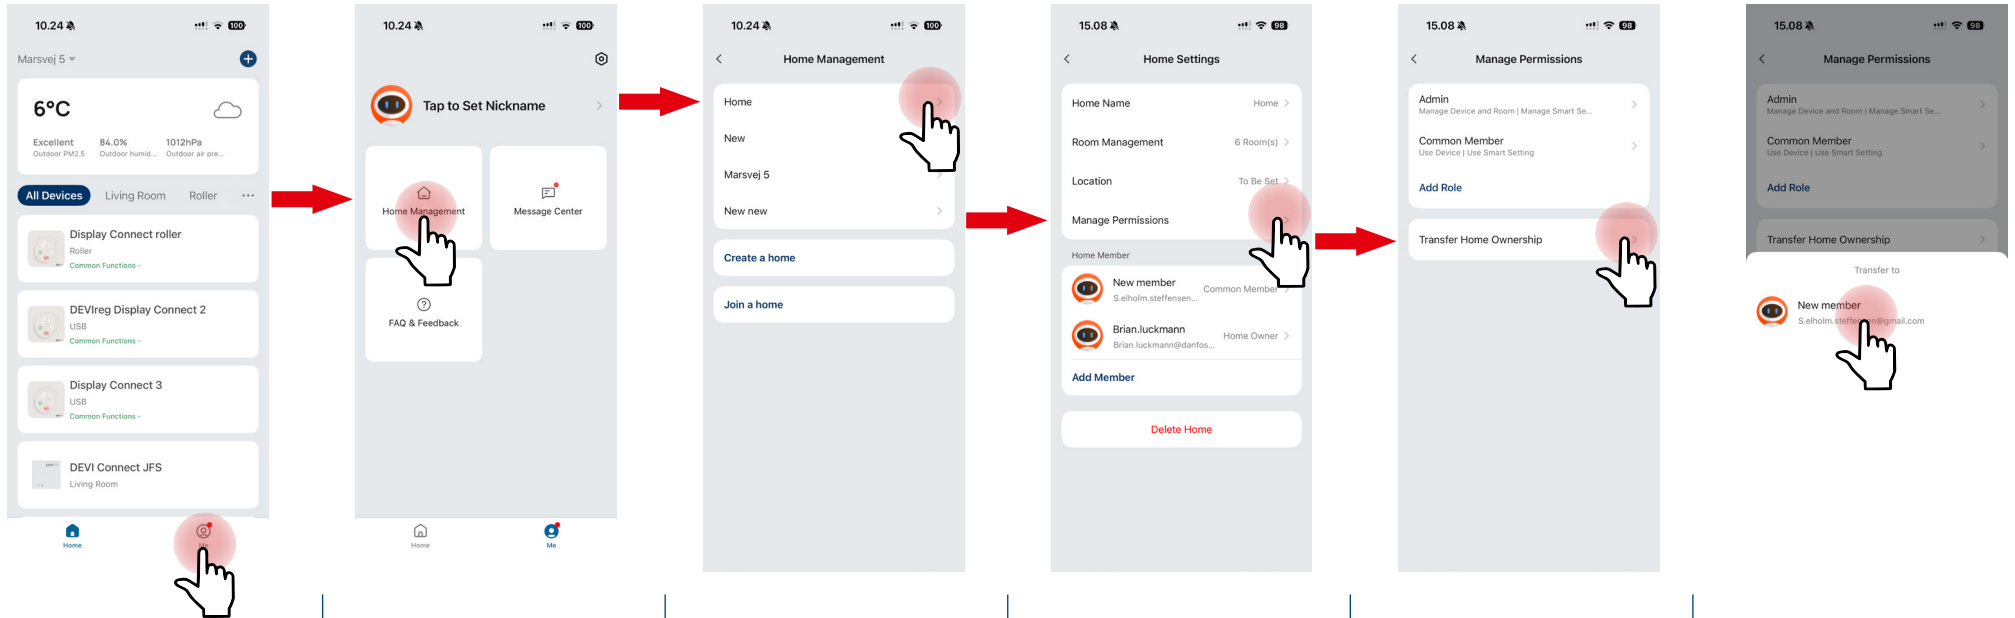 10.24
100
Marsvej 5
6°C
Excellent
Outdoor PM2.5
84.0%
Outdoor humid...
1012hPa
Outdoor air pre...
All Devices
Living Room
Roller
Display Connect roller
Roller
Common Functions
DEVIreg Display Connect 2
USB
Common Functions
Display Connect 3
USB
Common Functions
DEVI Connect JFS
Living Room
Home
Me
10.24
100
Tap to Set Nickname
Home Management
Message Center
FAQ & Feedback
Home
Me
10.24
100
Home Management
Home
New
Marsvej 5
New new
Create a home
Join a home
15.08
98
Home Settings
Home Name
Home
Room Management
6 Room(s)
Location
To Be Set
Manage Permissions
Home Member
New member
S.elholm.steffensen...
Common Member
Brian.luckmann
Brian.luckmann@danfos...
Home Owner
Add Member
Delete Home
15.08
98
Manage Permissions
Admin
Manage Device and Room | Manage Smart Se...
Common Member
Use Device | Use Smart Setting
Add Role
Transfer Home Ownership
15.08
98
Manage Permissions
Admin
Manage Device and Room | Manage Smart Se...
Common Member
Use Device | Use Smart Setting
Add Role
Transfer Home Ownership
Transfer to
New member
S.elholm.steffensen@gmail.com